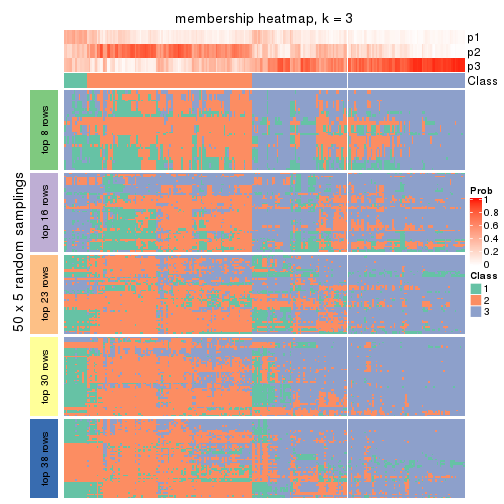 membership heatmap, k = 3
p1
p2
p3
Class
50 x 5 random samplings
top 8 rows
top 16 rows
top 23 rows
top 30 rows
top 38 rows
Prob
1
0.8
0.6
0.4
0.2
0
Class
1
2
3